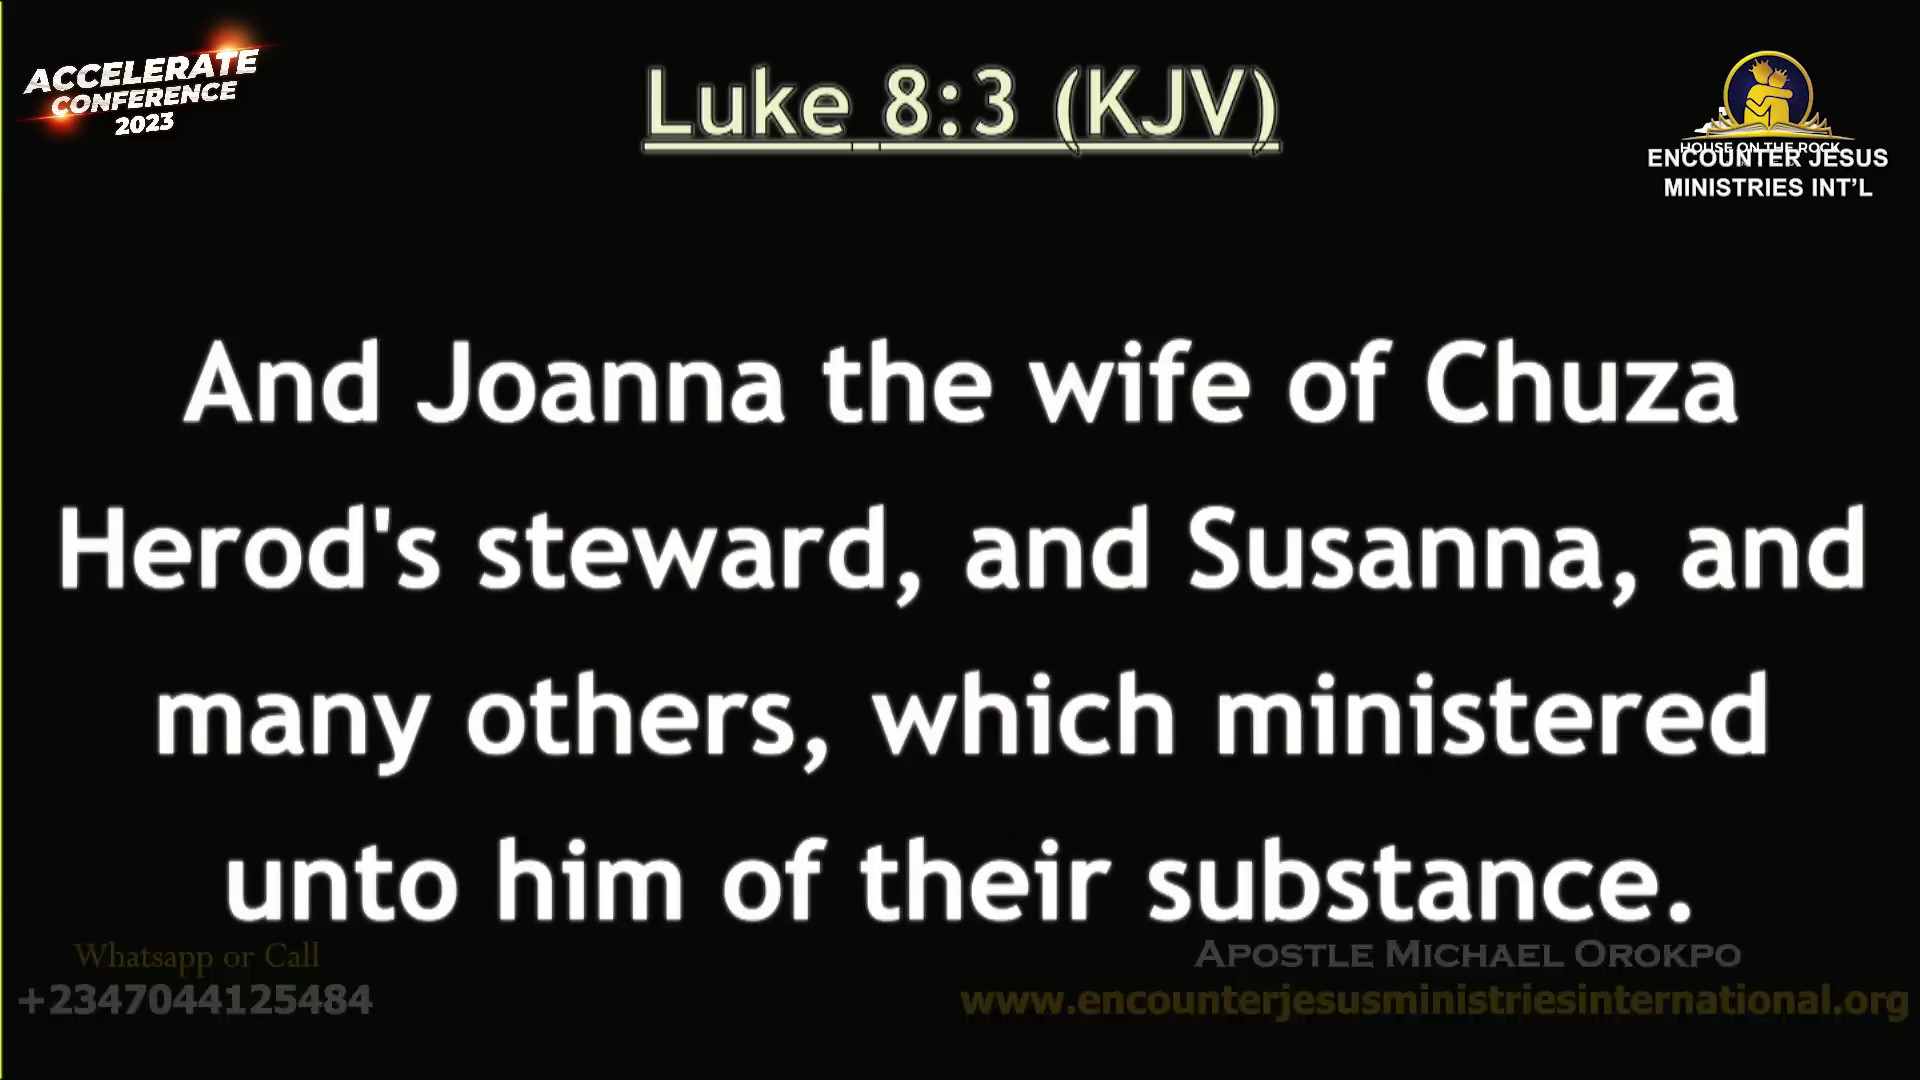 ACCELERATE
CONFERENCE
2023
Luke 8:3 (KJV)
HOUSE ON THE ROCK
ENCOUNTER JESUS
MINISTRIES INT'L
And Joanna the wife of Chuza
Herod's steward, and Susanna, and
many others, which ministered
unto him of their substance.
Whatsapp or Call
+2347044125484
APOSTLE MICHAEL OROKPO
www.encounterjesusministriesinternational.org